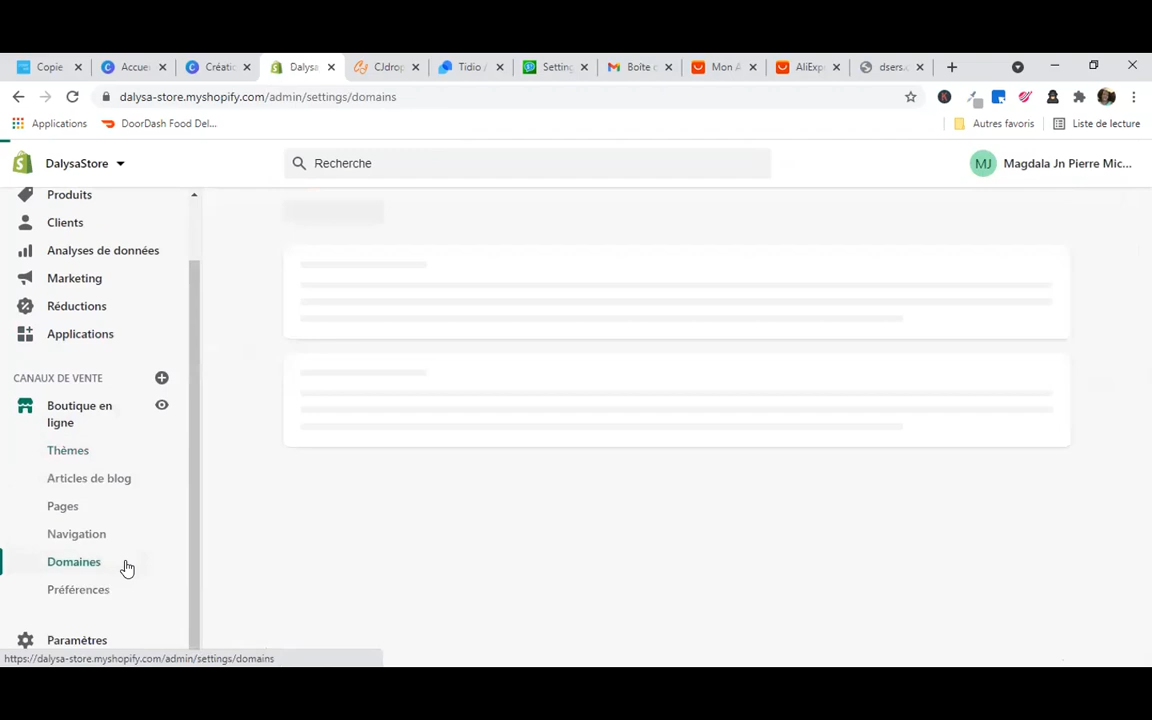 Copie
Accue
Créatic
Dalysa
CJdrop
Tidio /
Setting
Boîte
Mon A
AliExp
dsers.
dalysa-store.myshopify.com/admin/settings/domains
Applications
DoorDash Food Del...
Autres favoris
Liste de lecture
DalysaStore
Recherche
MJ
Magdala Jn Pierre Mic...
Produits
Clients
Analyses de données
Marketing
Réductions
Applications
CANAUX DE VENTE
Boutique en
ligne
Thèmes
Articles de blog
Pages
Navigation
Domaines
Préférences
Paramètres
https://dalysa-store.myshopify.com/admin/settings/domains